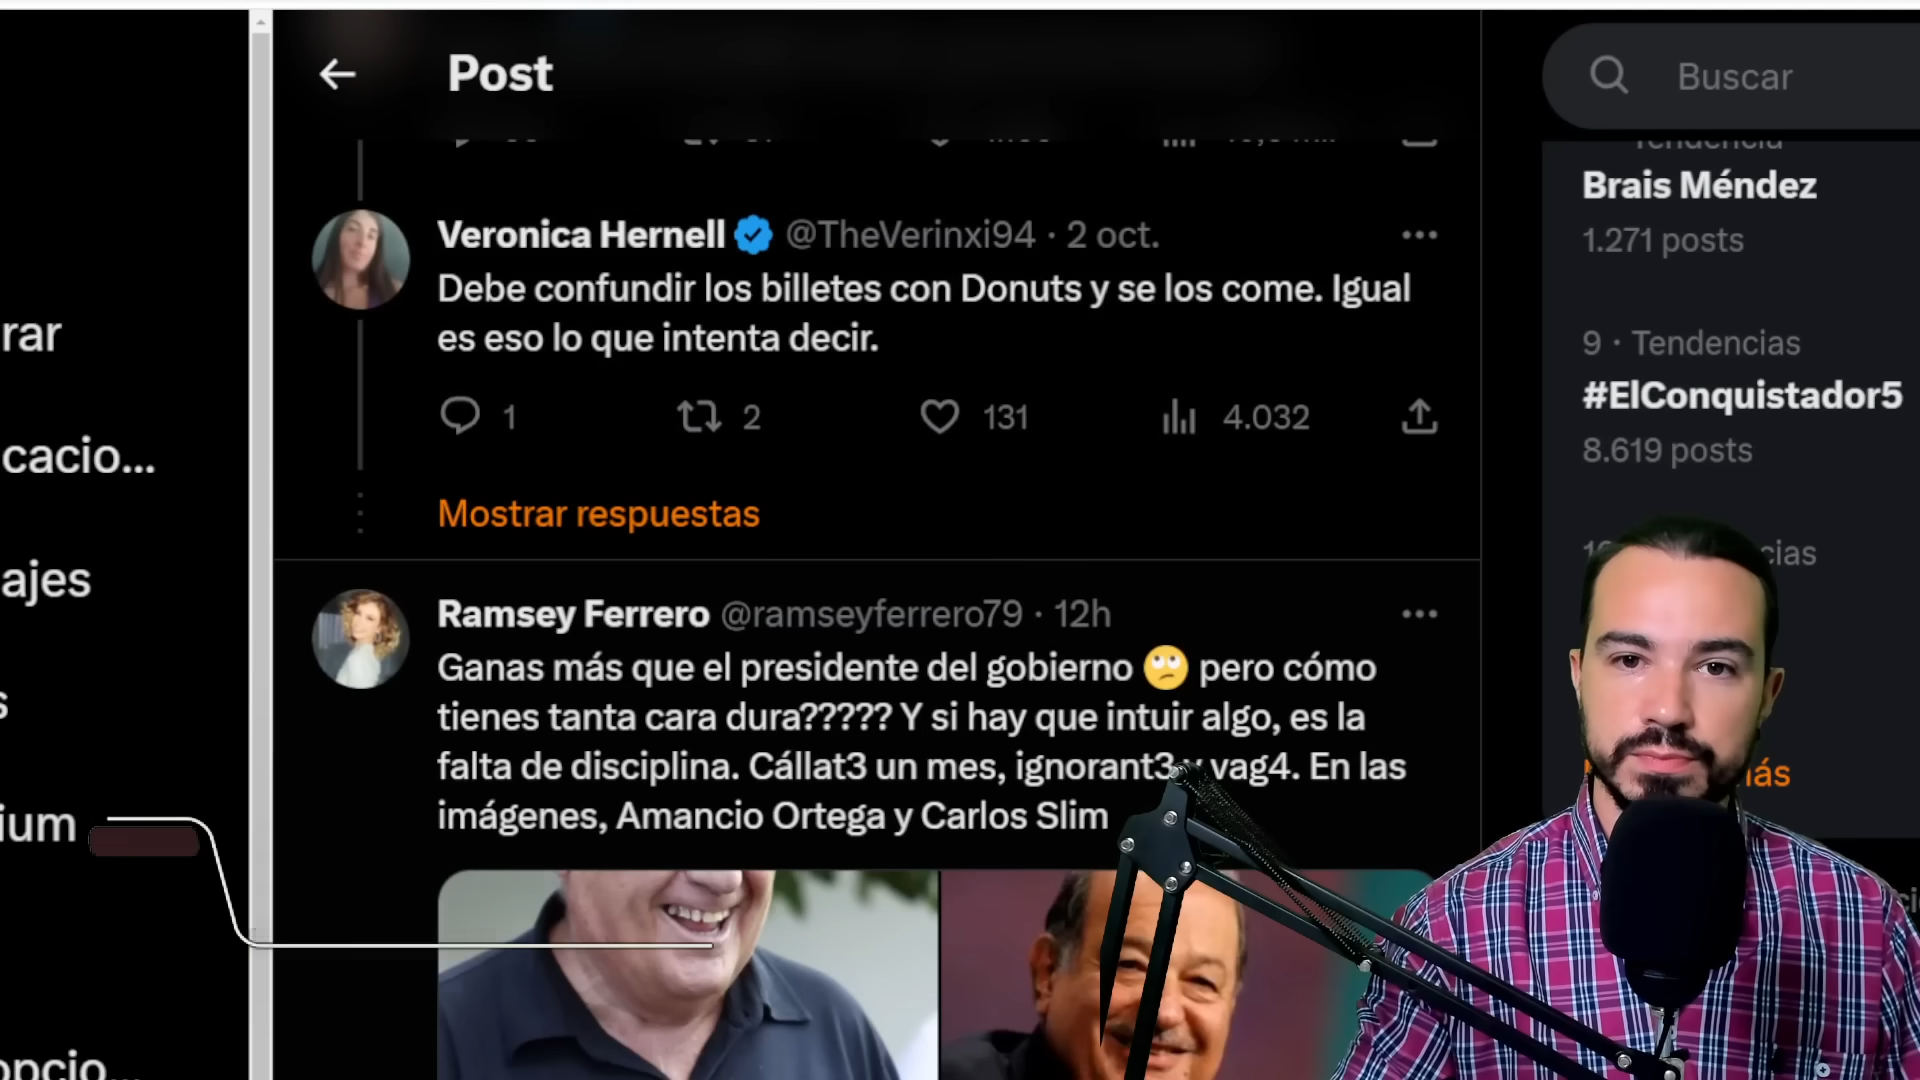 Post
Buscar
Tendencia
Brais Méndez
1.271 posts
9 · Tendencias
#ElConquistador5
8.619 posts
Veronica Hernell @TheVerinxi94 · 2 oct.
Debe confundir los billetes con Donuts y se los come. Igual
es eso lo que intenta decir.
1 2 131 4.032
Mostrar respuestas
Ramsey Ferrero @ramseyferrero79 · 12h
Ganas más que el presidente del gobierno 🙄 pero cómo
tienes tanta cara dura????? Y si hay que intuir algo, es la
falta de disciplina. Cállat3 un mes, ignorant3 y vag4. En las
imágenes, Amancio Ortega y Carlos Slim
rar
cacio...
ajes
s
ium
opcio...
cias
más